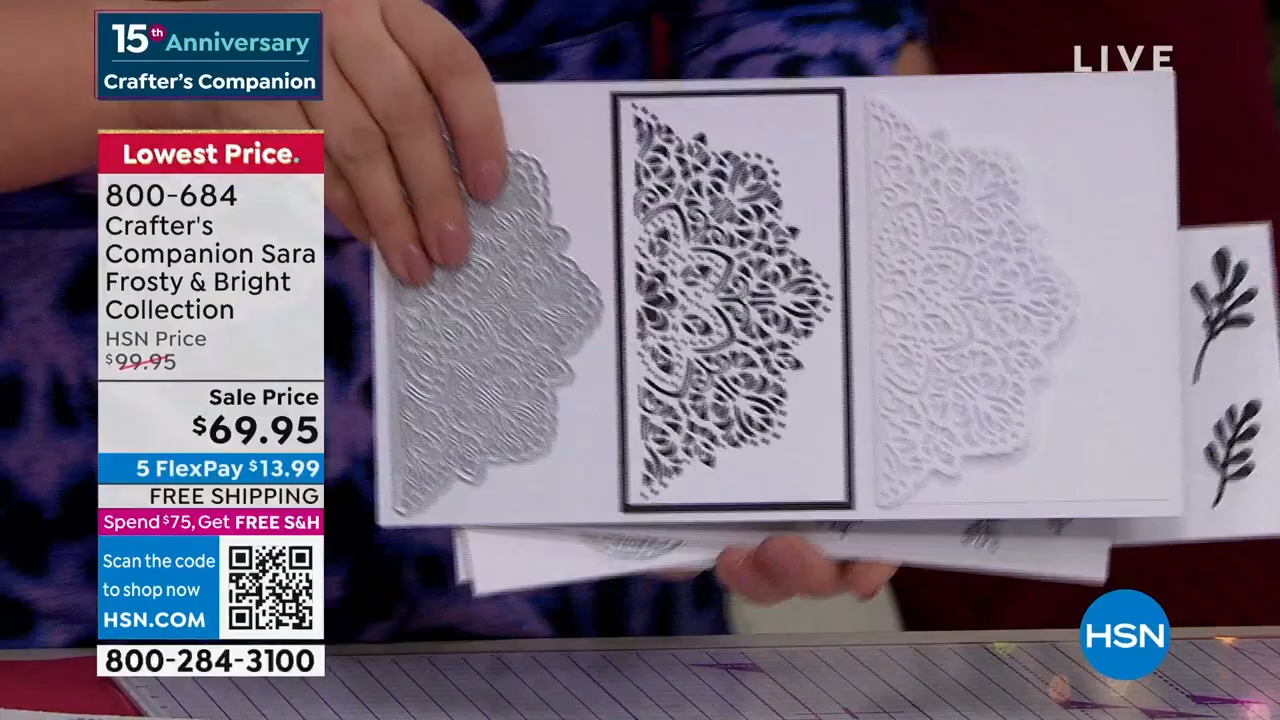 15th Anniversary
Crafter's Companion
LIVE
Lowest Price.
800-684
Crafter's
Companion Sara
Frosty & Bright
Collection
HSN Price
$99.95
Sale Price
$69.95
5 FlexPay $13.99
FREE SHIPPING
Spend $75, Get FREE S&H
Scan the code
to shop now
HSN.COM
800-284-3100
HSN